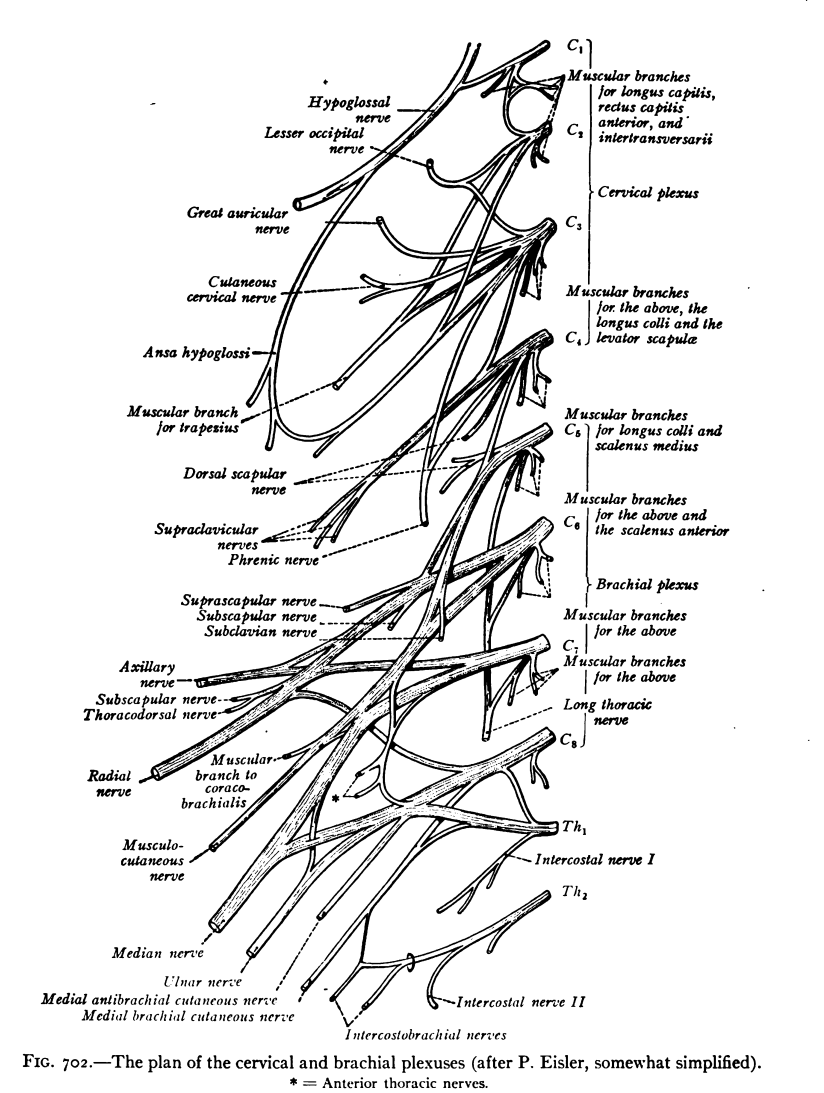 C₁
Muscular branches
for longus capitis,
rectus capitis
anterior, and
intertransversarii
Hypoglossal
nerve
Lesser occipital
nerve
C₂
Cervical plexus
Great auricular
nerve
C₃
Cutaneous
cervical nerve
Muscular branches
for the above, the
longus colli and the
levator scapulæ
C₄
Ansa hypoglossi
Muscular branch
for trapezius
Muscular branches
C₅
for longus colli and
scalenus medius
Dorsal scapular
nerve
Muscular branches
for the above and
the scalenus anterior
C₆
Supraclavicular
nerves
Phrenic nerve
Brachial plexus
Suprascapular nerve
Subscapular nerve
Subclavian nerve
Muscular branches
for the above
C₇
Muscular branches
for the above
Axillary
nerve
Subscapular nerve
Thoracodorsal nerve
Long thoracic
nerve
C₈
Radial
nerve
Muscular
branch to
coraco-
brachialis
*
Th₁
Musculo-
cutaneous
nerve
Intercostal nerve I
Th₂
Median nerve
Ulnar nerve
Medial antibrachial cutaneous nerve
Medial brachial cutaneous nerve
Intercostal nerve II
Intercostobrachial nerves
FIG. 702.—The plan of the cervical and brachial plexuses (after P. Eisler, somewhat simplified).
* = Anterior thoracic nerves.